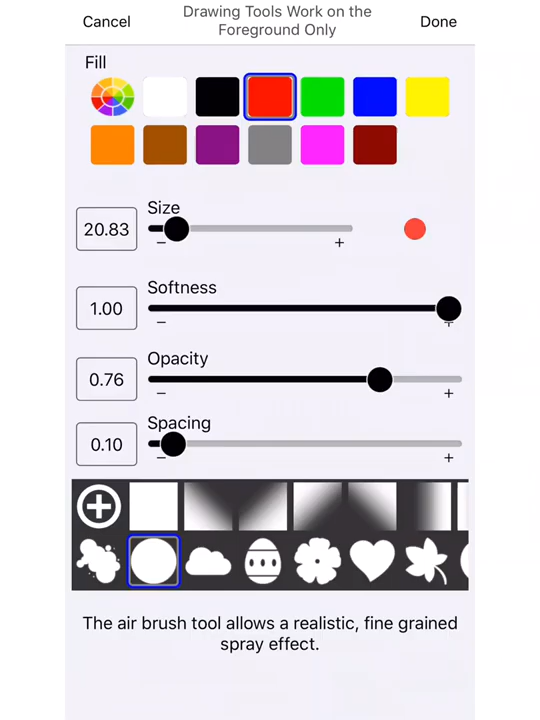 Cancel
Drawing Tools Work on the
Foreground Only
Done
Fill
Size
20.83
− +
Softness
1.00
− +
Opacity
0.76
− +
Spacing
0.10
− +
The air brush tool allows a realistic, fine grained
spray effect.